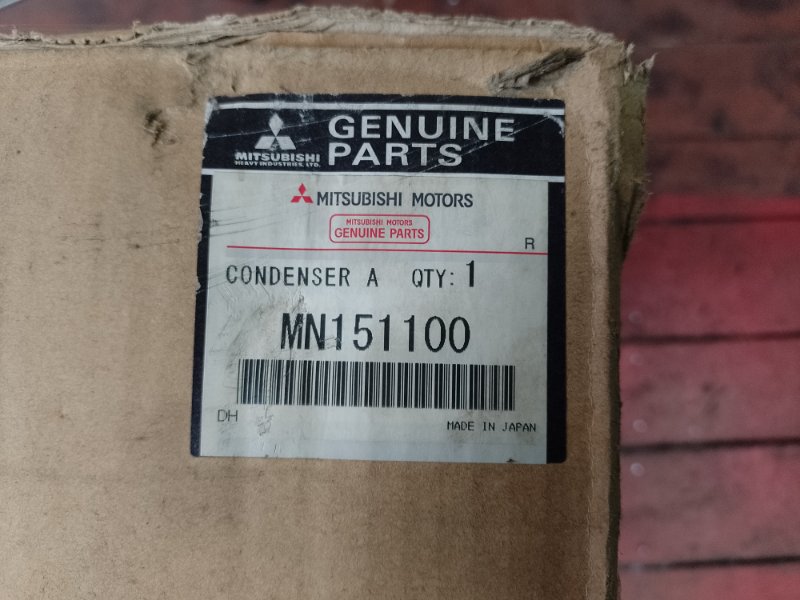 GENUINE
PARTS
MITSUBISHI
HEAVY INDUSTRIES, LTD.
MITSUBISHI MOTORS
MITSUBISHI MOTORS
GENUINE PARTS
R
CONDENSER A QTY: 1
MN151100
DH
MADE IN JAPAN